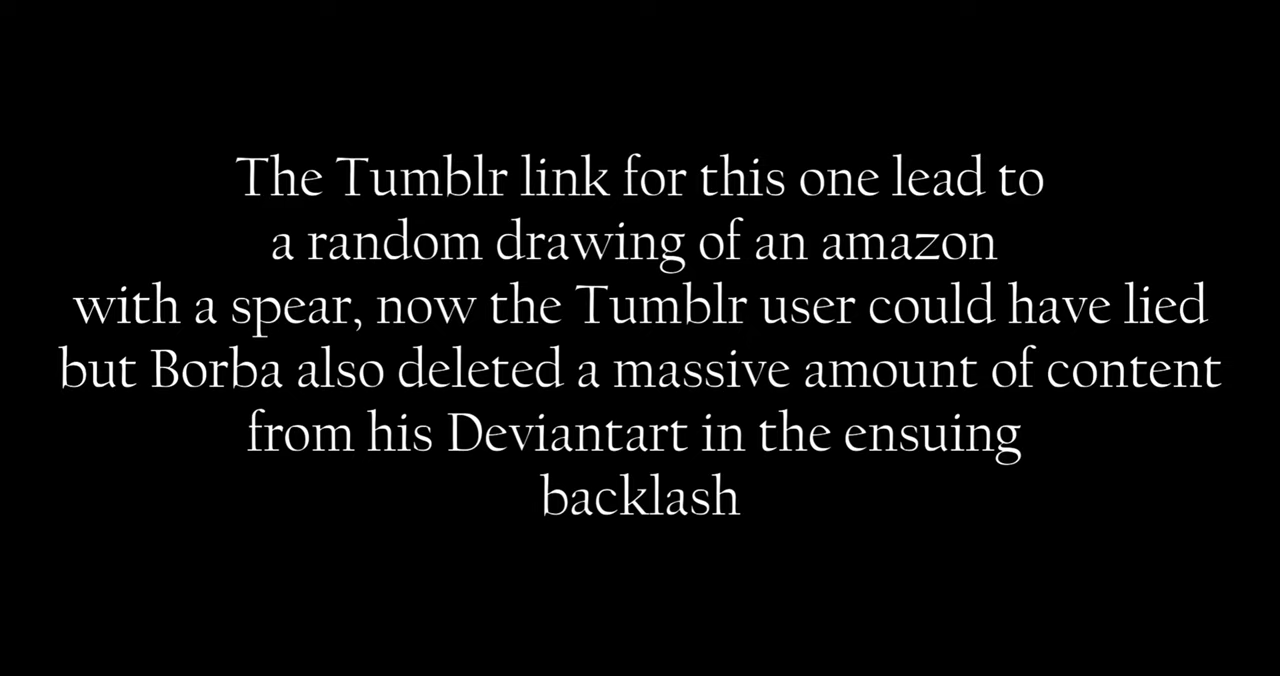 The Tumblr link for this one lead to
a random drawing of an amazon
with a spear, now the Tumblr user could have lied
but Borba also deleted a massive amount of content
from his Deviantart in the ensuing
backlash